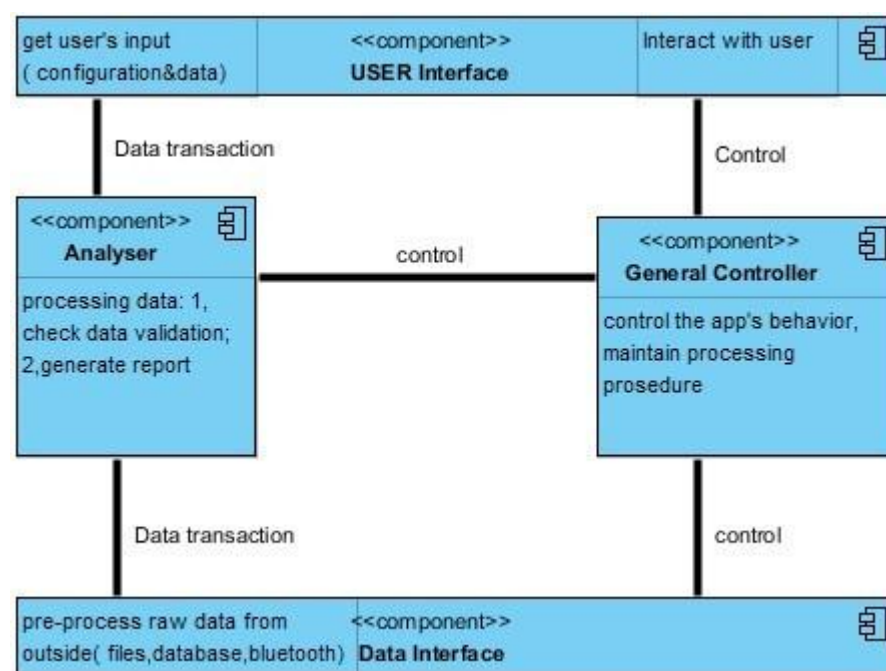 get user's input
( configuration&data)
<<component>>
USER Interface
Interact with user
Data transaction
Control
<<component>>
Analyser
processing data: 1,
check data validation;
2,generate report
control
<<component>>
General Controller
control the app's behavior,
maintain processing
prosedure
Data transaction
control
pre-process raw data from
outside( files,database,bluetooth)
<<component>>
Data Interface